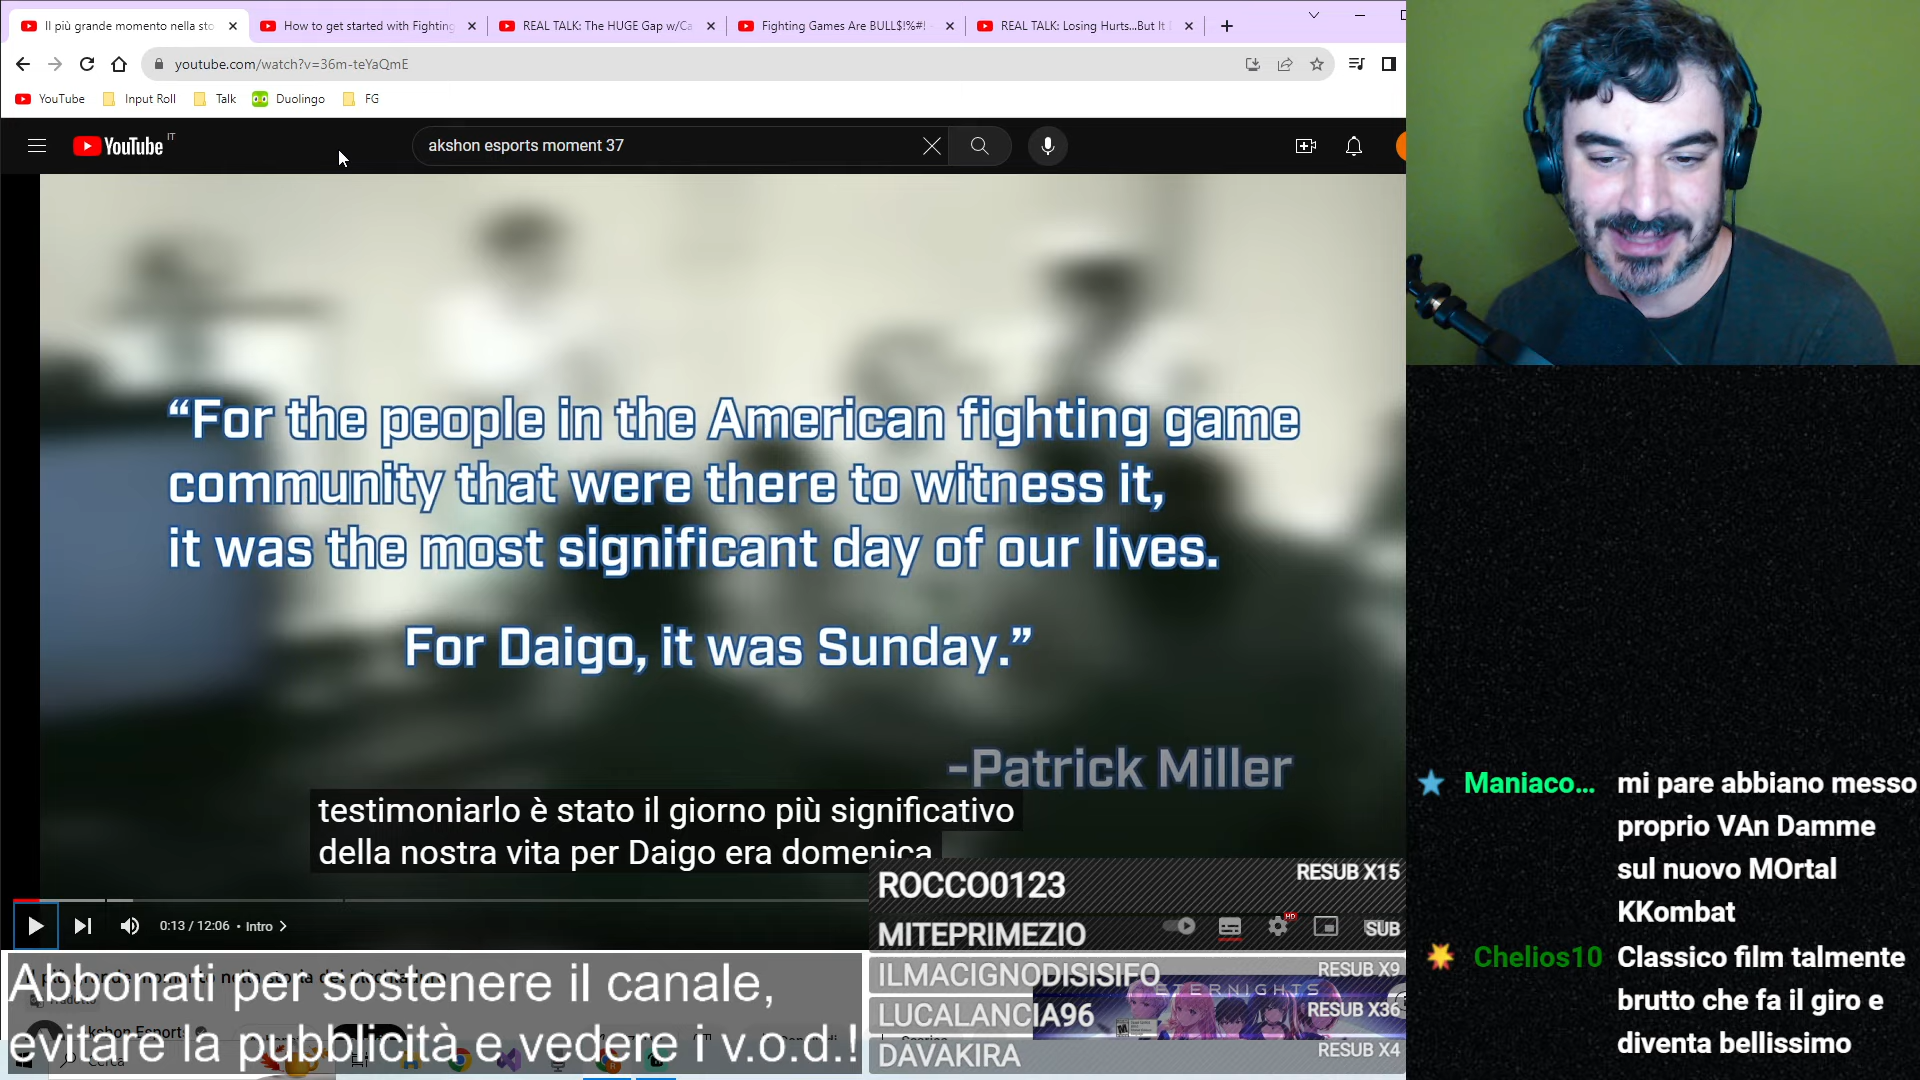 Il più grande momento nella sto
How to get started with Fighting
REAL TALK: The HUGE Gap w/Ca
Fighting Games Are BULL$!%#!
REAL TALK: Losing Hurts...But It
youtube.com/watch?v=36m-teYaQmE
YouTube
Input Roll
Talk
Duolingo
FG
YouTube IT
akshon esports moment 37
“For the people in the American fighting game
community that were there to witness it,
it was the most significant day of our lives.
For Daigo, it was Sunday.”
-Patrick Miller
testimoniarlo è stato il giorno più significativo
della nostra vita per Daigo era domenica
0:13 / 12:06 • Intro
HD
ROCCO0123 RESUB X15
MITEPRIMEZIO SUB
ILMACIGNODISISIFO RESUB X9
ETERNIGHTS
LUCALANCIA96 RESUB X36
DAVAKIRA RESUB X4
Abbonati per sostenere il canale,
evitare la pubblicità e vedere i v.o.d.!
Cerca
Maniaco... mi pare abbiano messo
proprio VAn Damme
sul nuovo MOrtal
KKombat
Chelios10 Classico film talmente
brutto che fa il giro e
diventa bellissimo